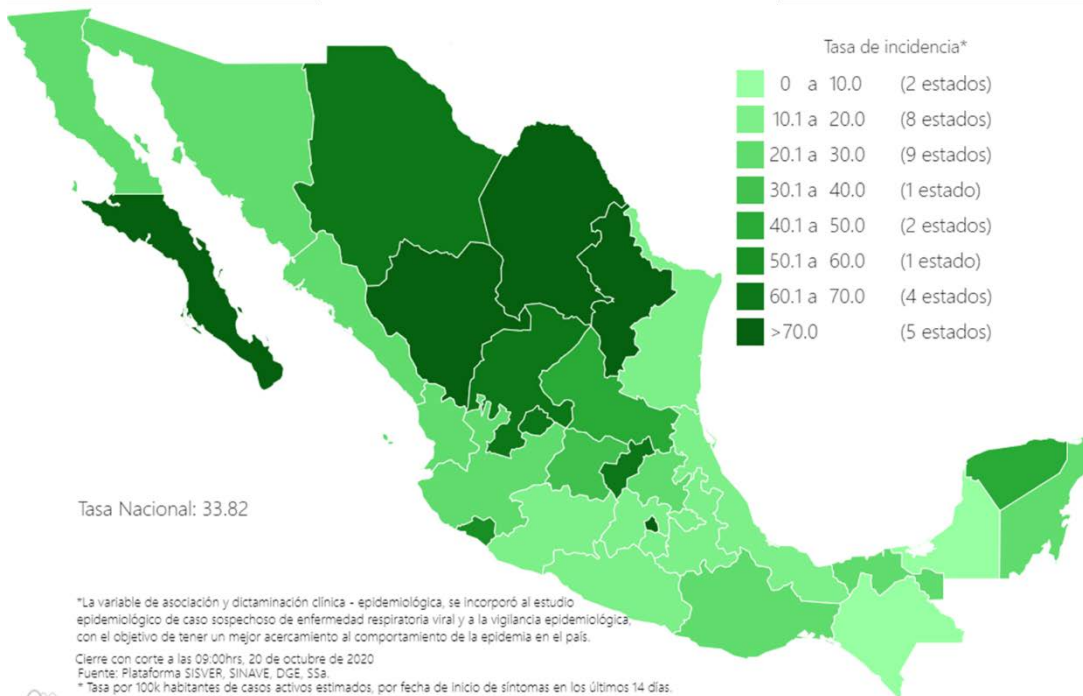 Tasa de incidencia*
0 a 10.0 (2 estados)
10.1 a 20.0 (8 estados)
20.1 a 30.0 (9 estados)
30.1 a 40.0 (1 estado)
40.1 a 50.0 (2 estados)
50.1 a 60.0 (1 estado)
60.1 a 70.0 (4 estados)
>70.0 (5 estados)
Tasa Nacional: 33.82
*La variable de asociación y dictaminación clínica - epidemiológica, se incorporó al estudio
epidemiológico de caso sospechoso de enfermedad respiratoria viral y a la vigilancia epidemiológica,
con el objetivo de tener un mejor acercamiento al comportamiento de la epidemia en el país.
Cierre con corte a las 09:00hrs, 20 de octubre de 2020
Fuente: Plataforma SISVER, SINAVE, DGE, SSa.
* Tasa por 100k habitantes de casos activos estimados, por fecha de inicio de síntomas en los últimos 14 días.